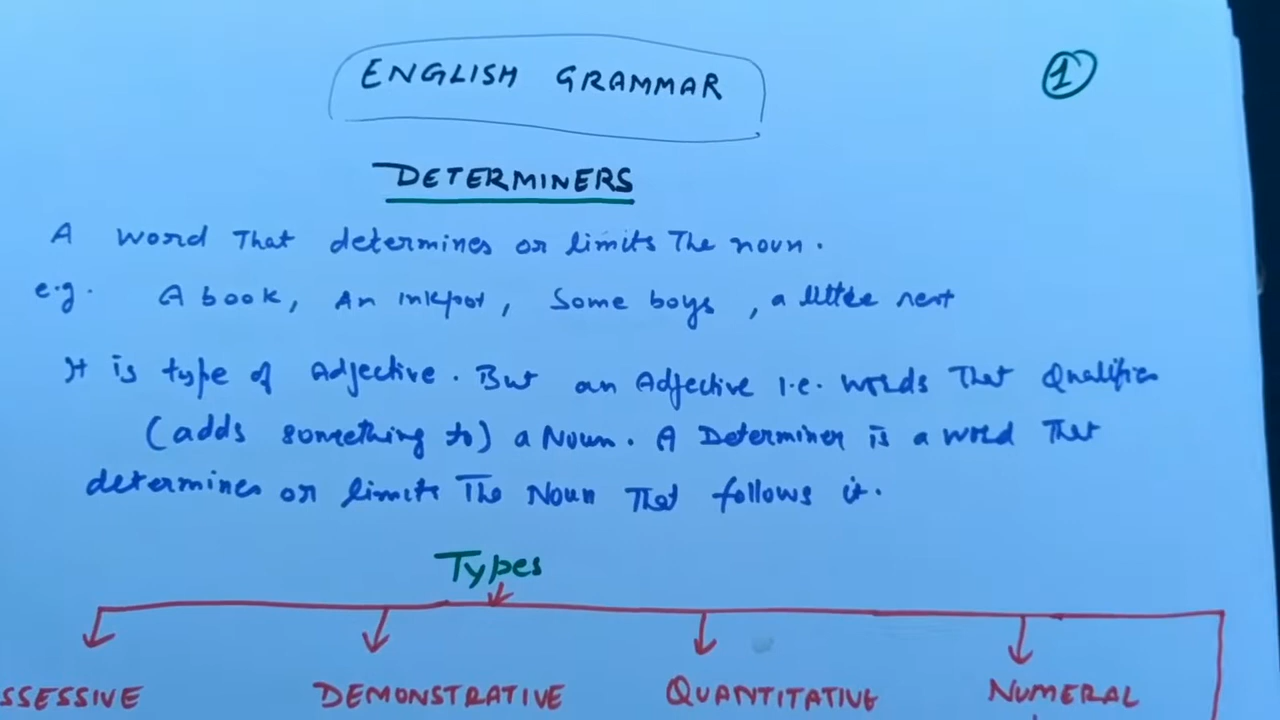 ENGLISH GRAMMAR
1
DETERMINERS
A word That determines or limits The noun.
e.g. A book, An inkpot, Some boys, a little rest
It is type of Adjective. But an Adjective i.e. words That Qualifies
(adds something to) a Noun. A Determiner is a word That
determines or limits The Noun That follows it.
Types
SSESSIVE DEMONSTRATIVE QUANTITATIVE NUMERAL